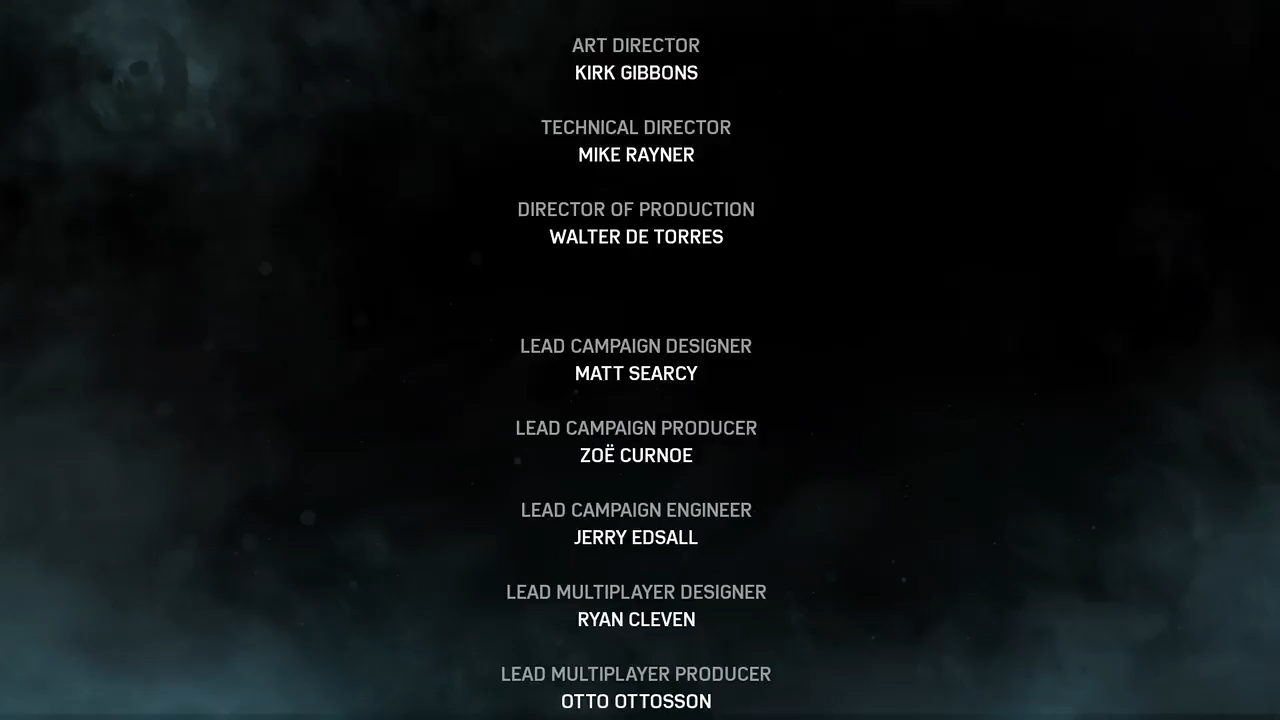 ART DIRECTOR
KIRK GIBBONS
TECHNICAL DIRECTOR
MIKE RAYNER
DIRECTOR OF PRODUCTION
WALTER DE TORRES
LEAD CAMPAIGN DESIGNER
MATT SEARCY
LEAD CAMPAIGN PRODUCER
ZOË CURNOE
LEAD CAMPAIGN ENGINEER
JERRY EDSALL
LEAD MULTIPLAYER DESIGNER
RYAN CLEVEN
LEAD MULTIPLAYER PRODUCER
OTTO OTTOSSON